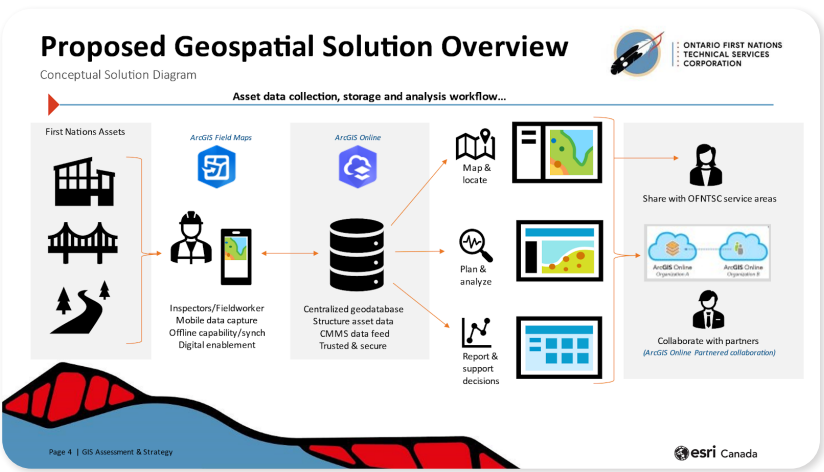 Proposed Geospatial Solution Overview
Conceptual Solution Diagram
ONTARIO FIRST NATIONS
TECHNICAL SERVICES
CORPORATION
Asset data collection, storage and analysis workflow...
First Nations Assets
ArcGIS Field Maps
Inspectors/Fieldworker
Mobile data capture
Offline capability/synch
Digital enablement
ArcGIS Online
Centralized geodatabase
Structure asset data
CMMS data feed
Trusted & secure
Map &
locate
Plan &
analyze
Report &
support
decisions
Share with OFNTSC service areas
ArcGIS Online
Organization A
ArcGIS Online
Organization B
Collaborate with partners
(ArcGIS Online Partnered collaboration)
Page 4 | GIS Assessment & Strategy
esri Canada